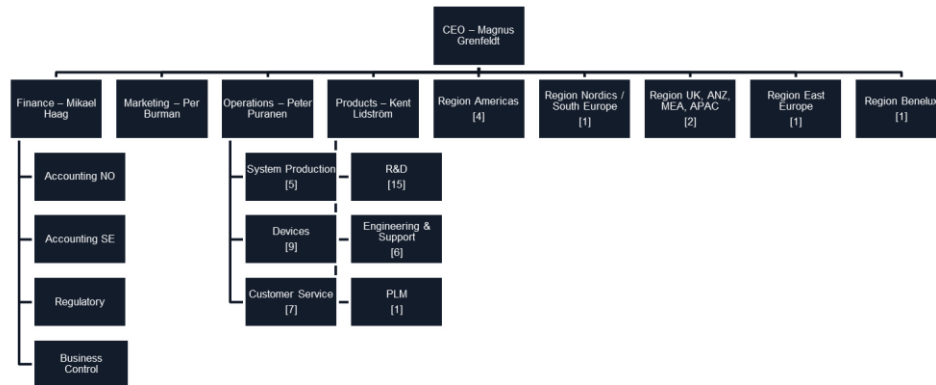 CEO – Magnus
Grenfeldt
Finance – Mikael
Haag
Marketing – Per
Burman
Operations – Peter
Puranen
Products – Kent
Lidström
Region Americas
[4]
Region Nordics /
South Europe
[1]
Region UK, ANZ,
MEA, APAC
[2]
Region East
Europe
[1]
Region Benelux
[1]
Accounting NO
System Production
[5]
R&D
[15]
Accounting SE
Devices
[9]
Engineering &
Support
[6]
Regulatory
Customer Service
[7]
PLM
[1]
Business
Control